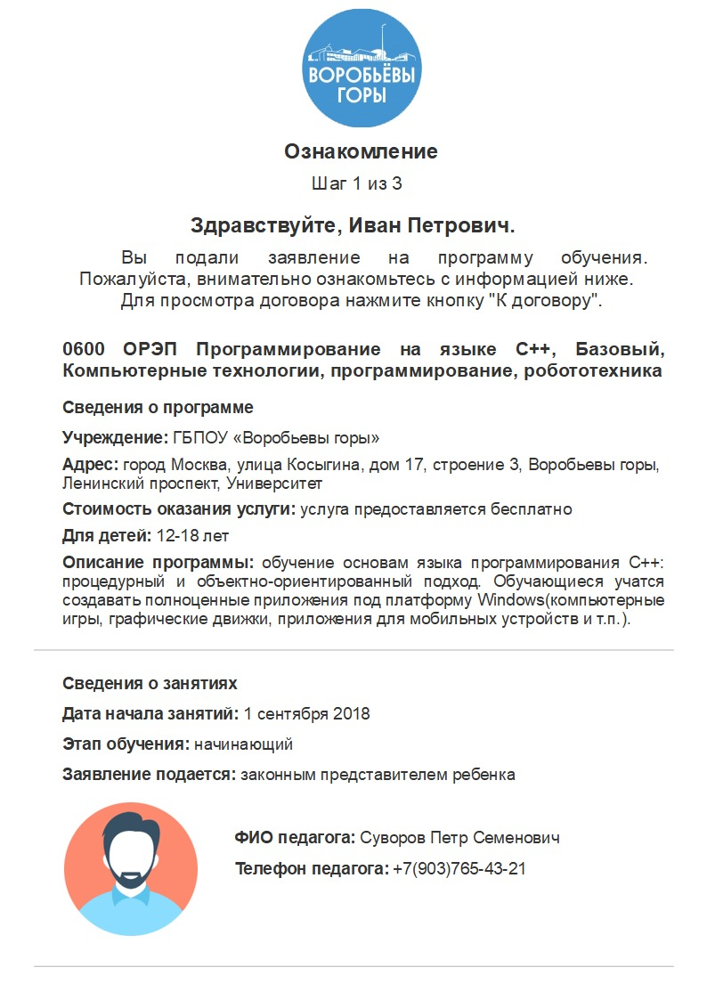 ВОРОБЬЁВЫ
ГОРЫ
Ознакомление
Шаг 1 из 3
Здравствуйте, Иван Петрович.
Вы подали заявление на программу обучения.
Пожалуйста, внимательно ознакомьтесь с информацией ниже.
Для просмотра договора нажмите кнопку "К договору".
0600 ОРЭП Программирование на языке С++, Базовый,
Компьютерные технологии, программирование, робототехника
Сведения о программе
Учреждение: ГБПОУ «Воробьевы горы»
Адрес: город Москва, улица Косыгина, дом 17, строение 3, Воробьевы горы,
Ленинский проспект, Университет
Стоимость оказания услуги: услуга предоставляется бесплатно
Для детей: 12-18 лет
Описание программы: обучение основам языка программирования С++:
процедурный и объектно-ориентированный подход. Обучающиеся учатся
создавать полноценные приложения под платформу Windows(компьютерные
игры, графические движки, приложения для мобильных устройств и т.п.).
Сведения о занятиях
Дата начала занятий: 1 сентября 2018
Этап обучения: начинающий
Заявление подается: законным представителем ребенка
ФИО педагога: Суворов Петр Семенович
Телефон педагога: +7(903)765-43-21